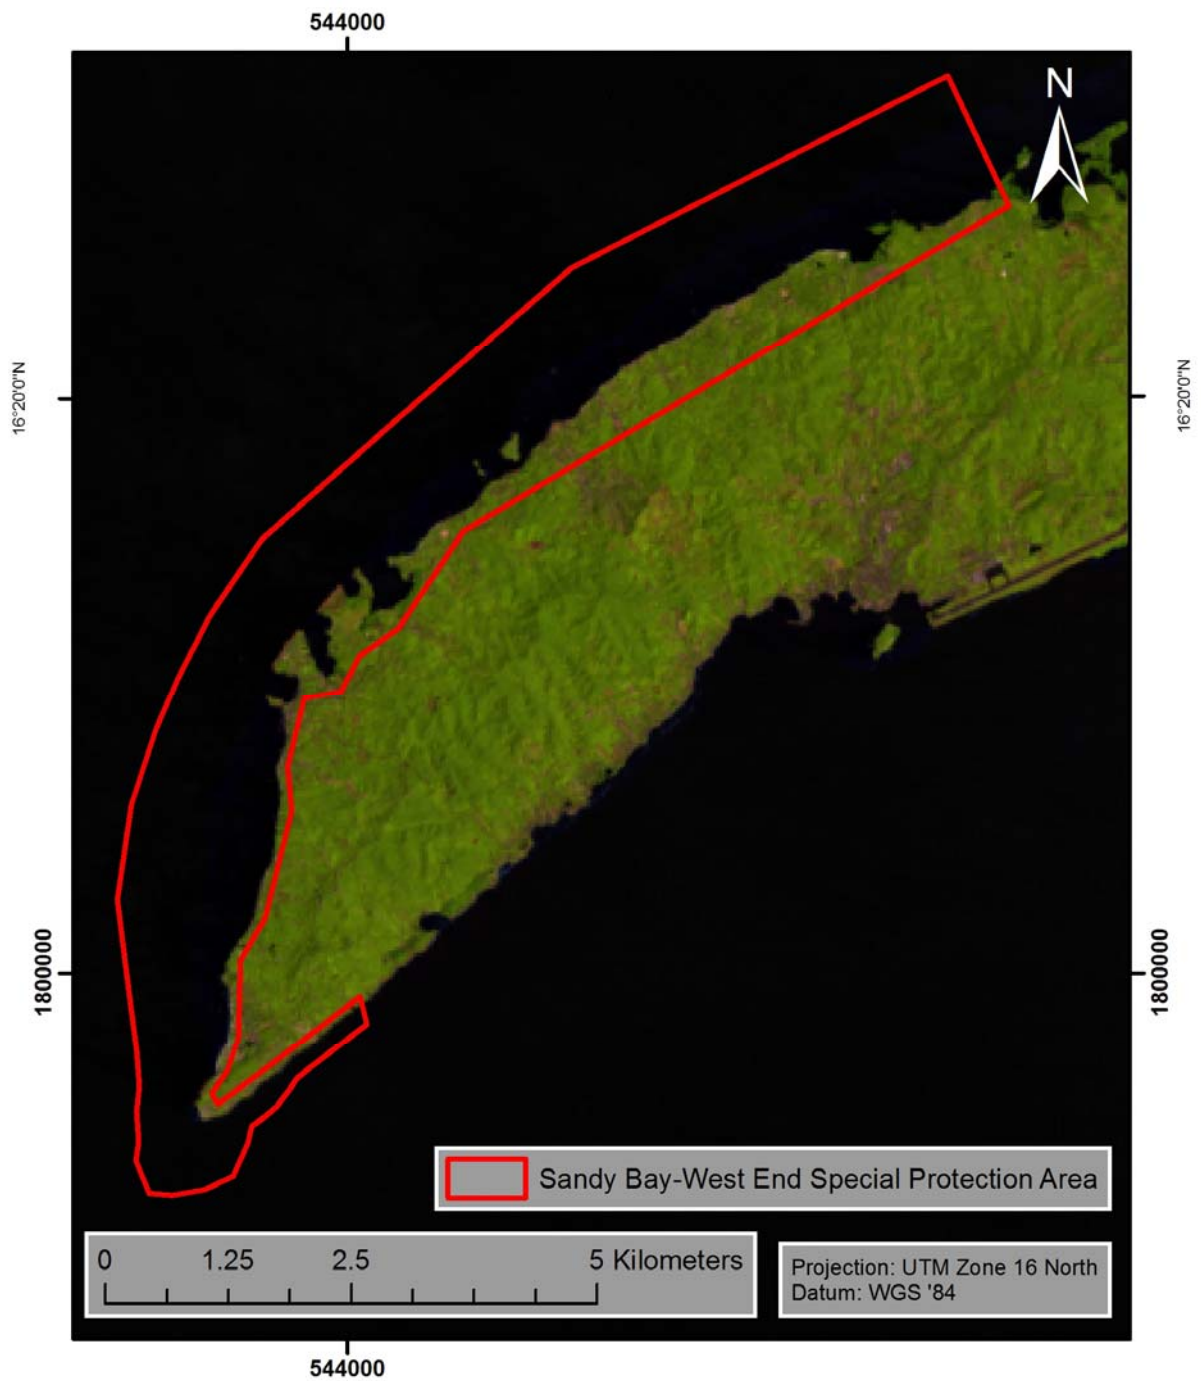 544000
N
16°20'0"N
16°20'0"N
1800000
1800000
Sandy Bay-West End Special Protection Area
0 1.25 2.5 5 Kilometers
Projection: UTM Zone 16 North
Datum: WGS '84
544000